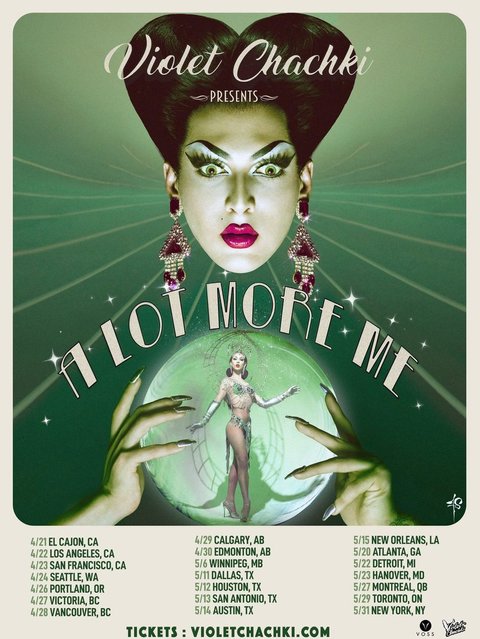 Violet Chachki
PRESENTS
A LOT MORE ME
4/21 EL CAJON, CA
4/22 LOS ANGELES, CA
4/23 SAN FRANCISCO, CA
4/24 SEATTLE, WA
4/26 PORTLAND, OR
4/27 VICTORIA, BC
4/28 VANCOUVER, BC
4/29 CALGARY, AB
4/30 EDMONTON, AB
5/6 WINNIPEG, MB
5/11 DALLAS, TX
5/12 HOUSTON, TX
5/13 SAN ANTONIO, TX
5/14 AUSTIN, TX
5/15 NEW ORLEANS, LA
5/20 ATLANTA, GA
5/22 DETROIT, MI
5/23 HANOVER, MD
5/27 MONTREAL, QB
5/29 TORONTO, ON
5/31 NEW YORK, NY
VOSS
TICKETS : VIOLETCHACHKI.COM